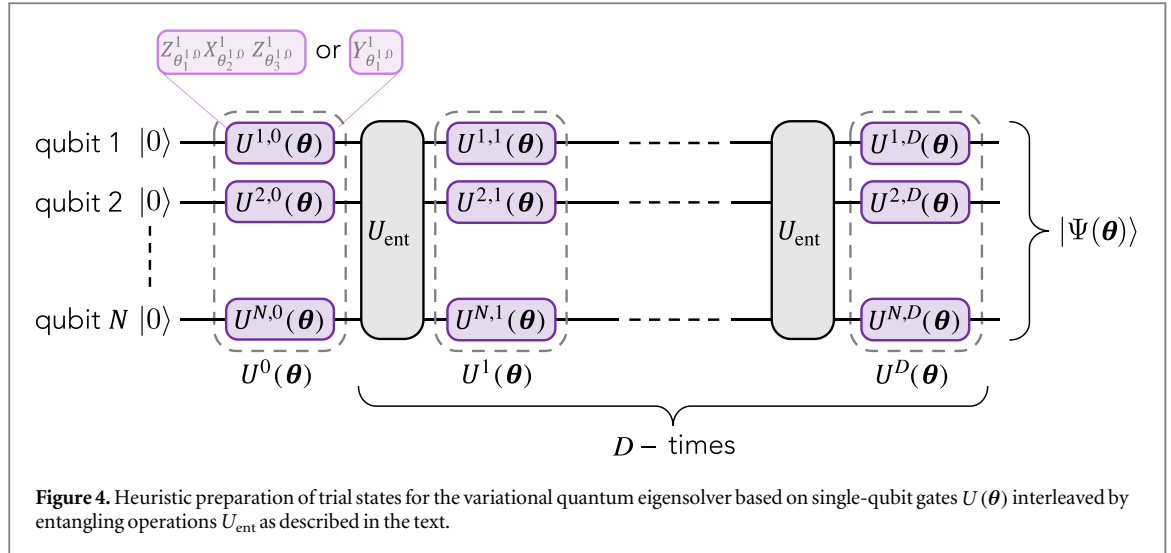 Z^1_{θ_1^{1,0}} X^1_{θ_2^{1,0}} Z^1_{θ_3^{1,0}} or Y^1_{θ_1^{1,0}}
qubit 1 |0⟩ U^{1,0}(θ) U^{1,1}(θ) U^{1,D}(θ)
qubit 2 |0⟩ U^{2,0}(θ) U^{2,1}(θ) U^{2,D}(θ)
U_ent U_ent |Ψ(θ)⟩
qubit N |0⟩ U^{N,0}(θ) U^{N,1}(θ) U^{N,D}(θ)
U^0(θ) U^1(θ) U^D(θ)
D − times
Figure 4. Heuristic preparation of trial states for the variational quantum eigensolver based on single-qubit gates U(θ) interleaved by
entangling operations U_ent as described in the text.